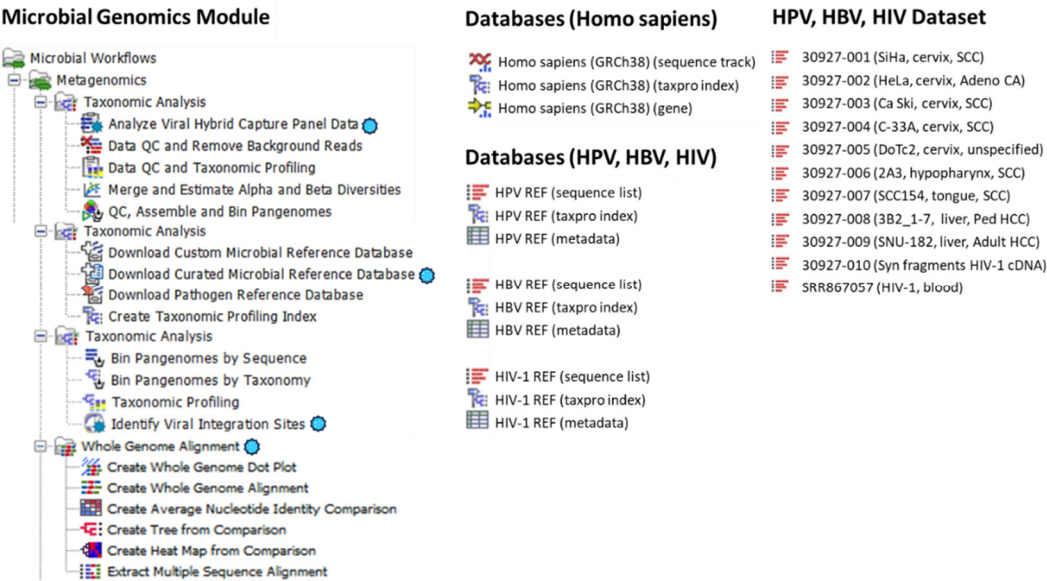 Microbial Genomics Module
Microbial Workflows
Metagenomics
Taxonomic Analysis
Analyze Viral Hybrid Capture Panel Data
Data QC and Remove Background Reads
Data QC and Taxonomic Profiling
Merge and Estimate Alpha and Beta Diversities
QC, Assemble and Bin Pangenomes
Taxonomic Analysis
Download Custom Microbial Reference Database
Download Curated Microbial Reference Database
Download Pathogen Reference Database
Create Taxonomic Profiling Index
Taxonomic Analysis
Bin Pangenomes by Sequence
Bin Pangenomes by Taxonomy
Taxonomic Profiling
Identify Viral Integration Sites
Whole Genome Alignment
Create Whole Genome Dot Plot
Create Whole Genome Alignment
Create Average Nucleotide Identity Comparison
Create Tree from Comparison
Create Heat Map from Comparison
Extract Multiple Sequence Alignment
Databases (Homo sapiens)
Homo sapiens (GRCh38) (sequence track)
Homo sapiens (GRCh38) (taxpro index)
Homo sapiens (GRCh38) (gene)
Databases (HPV, HBV, HIV)
HPV REF (sequence list)
HPV REF (taxpro index)
HPV REF (metadata)
HBV REF (sequence list)
HBV REF (taxpro index)
HBV REF (metadata)
HIV-1 REF (sequence list)
HIV-1 REF (taxpro index)
HIV-1 REF (metadata)
HPV, HBV, HIV Dataset
30927-001 (SiHa, cervix, SCC)
30927-002 (HeLa, cervix, Adeno CA)
30927-003 (Ca Ski, cervix, SCC)
30927-004 (C-33A, cervix, SCC)
30927-005 (DoTc2, cervix, unspecified)
30927-006 (2A3, hypopharynx, SCC)
30927-007 (SCC154, tongue, SCC)
30927-008 (3B2_1-7, liver, Ped HCC)
30927-009 (SNU-182, liver, Adult HCC)
30927-010 (Syn fragments HIV-1 cDNA)
SRR867057 (HIV-1, blood)